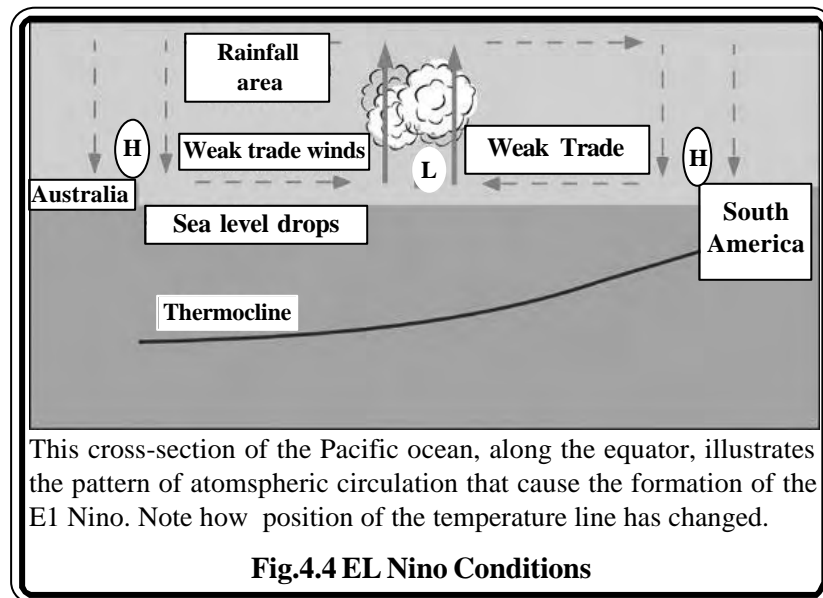 Rainfall
area
H
Weak trade winds
L
Weak Trade
H
Australia
Sea level drops
South
America
Thermocline
This cross-section of the Pacific ocean, along the equator, illustrates
the pattern of atomspheric circulation that cause the formation of the
E1 Nino. Note how position of the temperature line has changed.
Fig.4.4 EL Nino Conditions